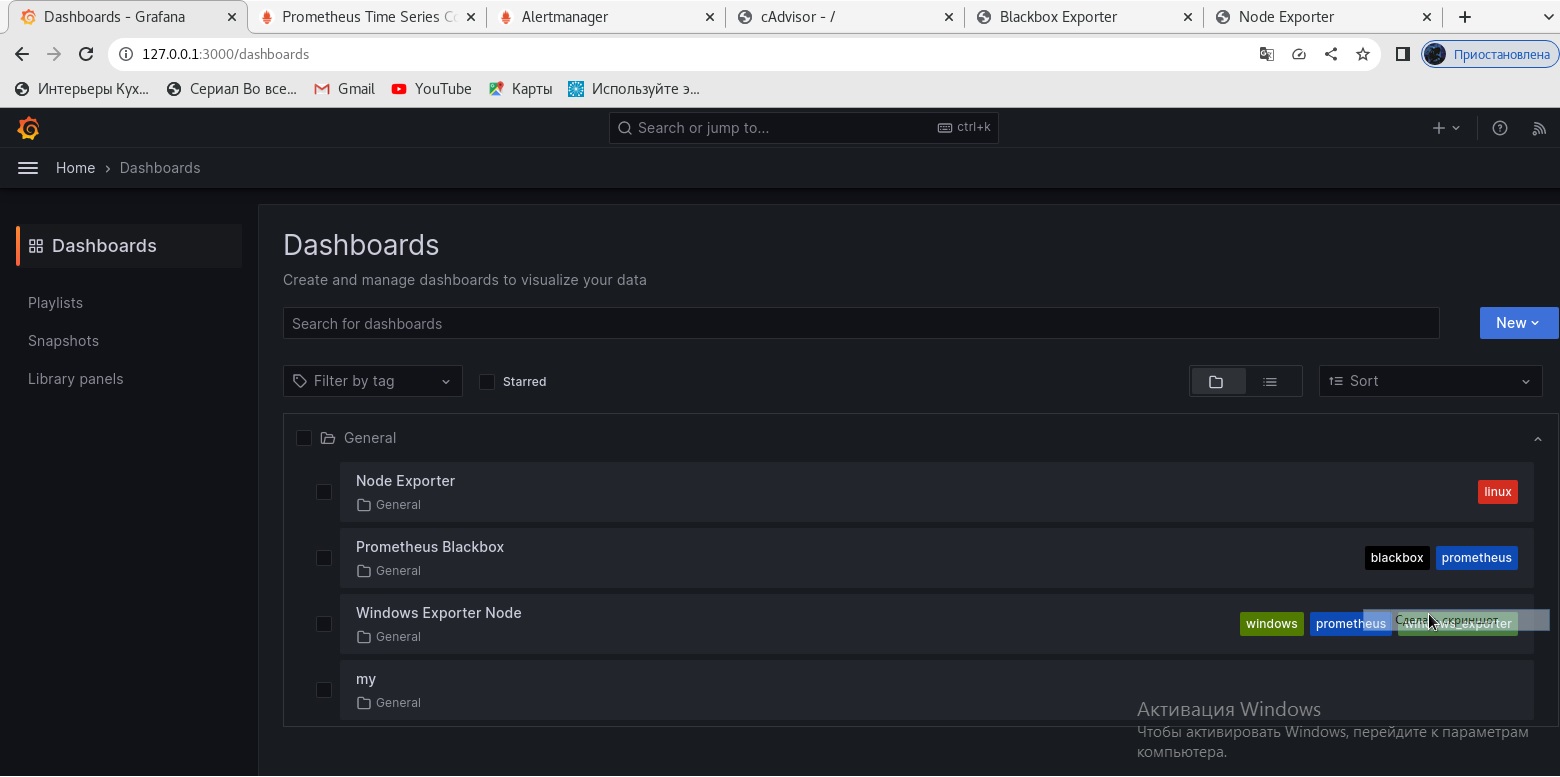 Dashboards - Grafana
Prometheus Time Series Co
Alertmanager
cAdvisor - /
Blackbox Exporter
Node Exporter
127.0.0.1:3000/dashboards
Приостановлена
Интерьеры Кух...
Сериал Во все...
Gmail
YouTube
Карты
Используйте э...
Search or jump to...
ctrl+k
Home
Dashboards
Dashboards
Playlists
Snapshots
Library panels
Dashboards
Create and manage dashboards to visualize your data
Search for dashboards
New
Filter by tag
Starred
Sort
General
Node Exporter
General
linux
Prometheus Blackbox
General
blackbox
prometheus
Windows Exporter Node
General
windows
prometheus
my
General
Активация Windows
Чтобы активировать Windows, перейдите к параметрам
компьютера.